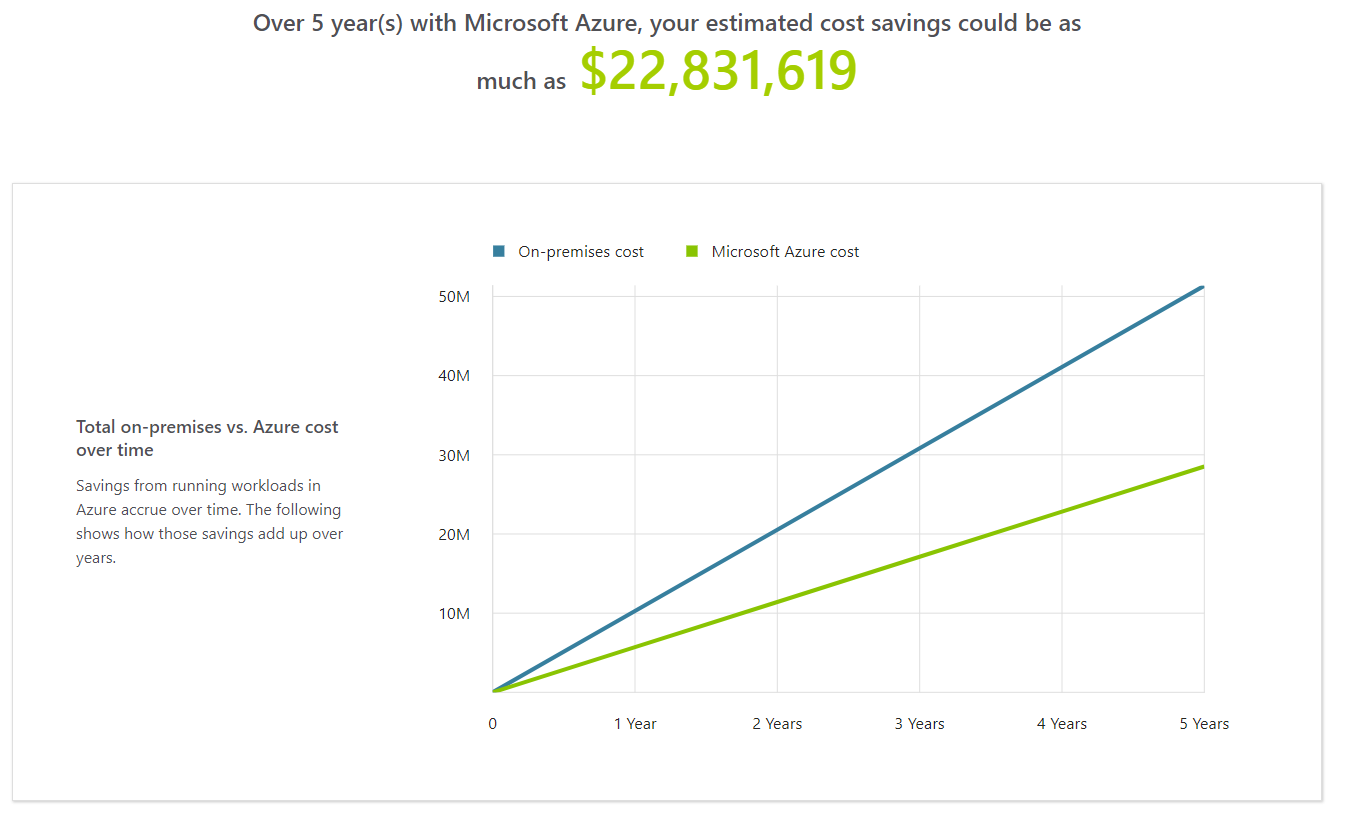 Over 5 year(s) with Microsoft Azure, your estimated cost savings could be as
much as $22,831,619
On-premises cost
Microsoft Azure cost
50M
40M
30M
20M
10M
Total on-premises vs. Azure cost
over time
Savings from running workloads in
Azure accrue over time. The following
shows how those savings add up over
years.
0
1 Year
2 Years
3 Years
4 Years
5 Years